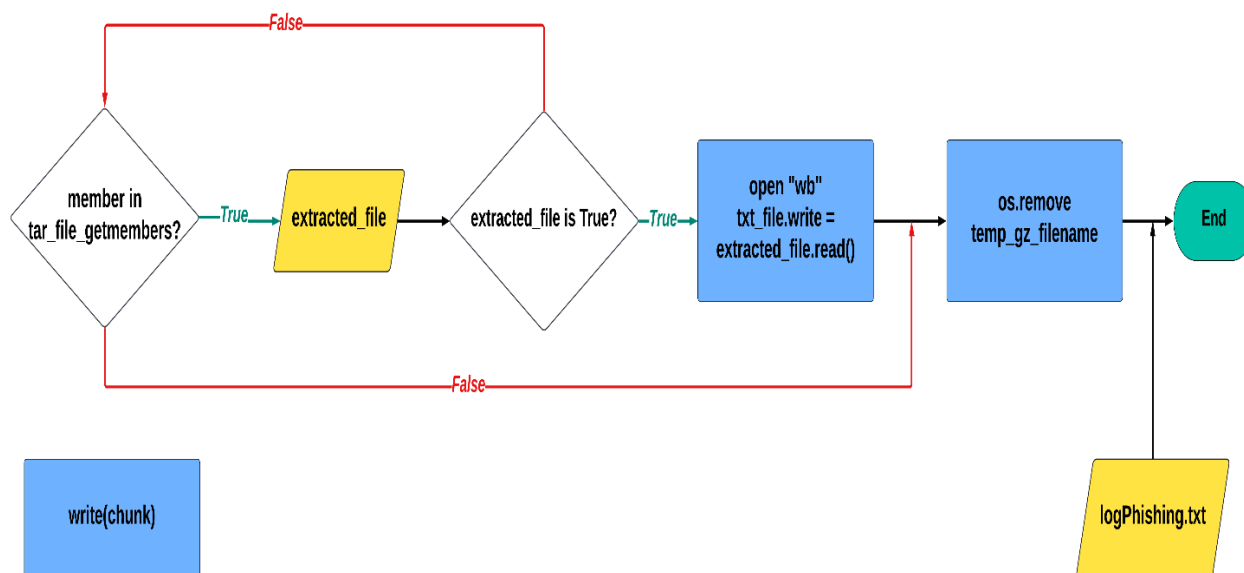 False
member in
tar_file_getmembers?
True
extracted_file
extracted_file is True?
True
open "wb"
txt_file.write =
extracted_file.read()
os.remove
temp_gz_filename
End
False
write(chunk)
logPhishing.txt